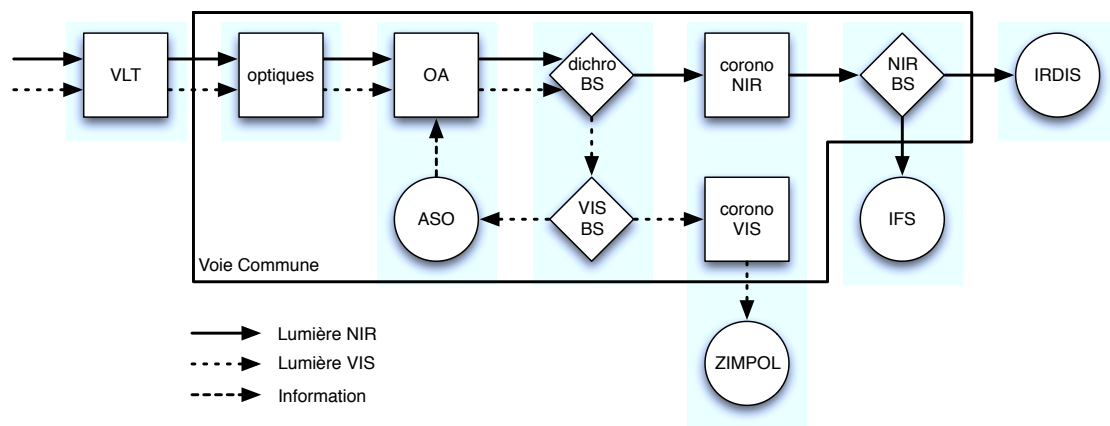 VLT
optiques
OA
dichro
BS
corono
NIR
NIR
BS
IRDIS
ASO
VIS
BS
corono
VIS
IFS
Voie Commune
ZIMPOL
Lumière NIR
Lumière VIS
Information